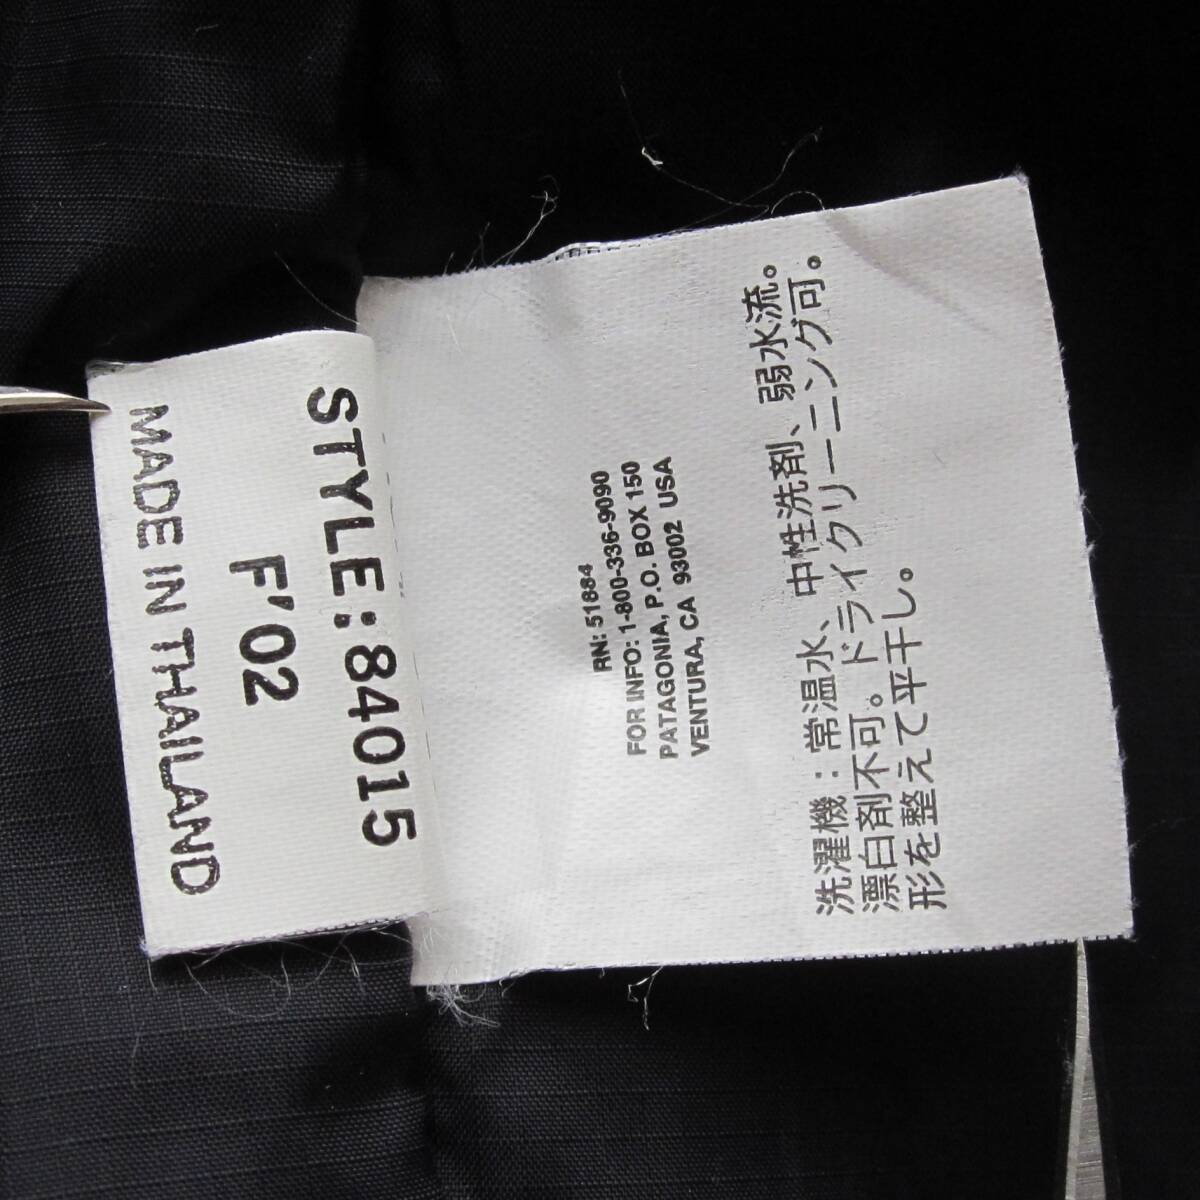 MADE IN THAILAND
F'02
STYLE: 84015
RN: 51884
FOR INFO: 1-800-336-9090
PATAGONIA, P.O. BOX 150
VENTURA, CA 93002 USA
洗濯機：常温水、中性洗剤、弱水流。
漂白剤不可。ドライクリーニング可。
形を整えて平干し。